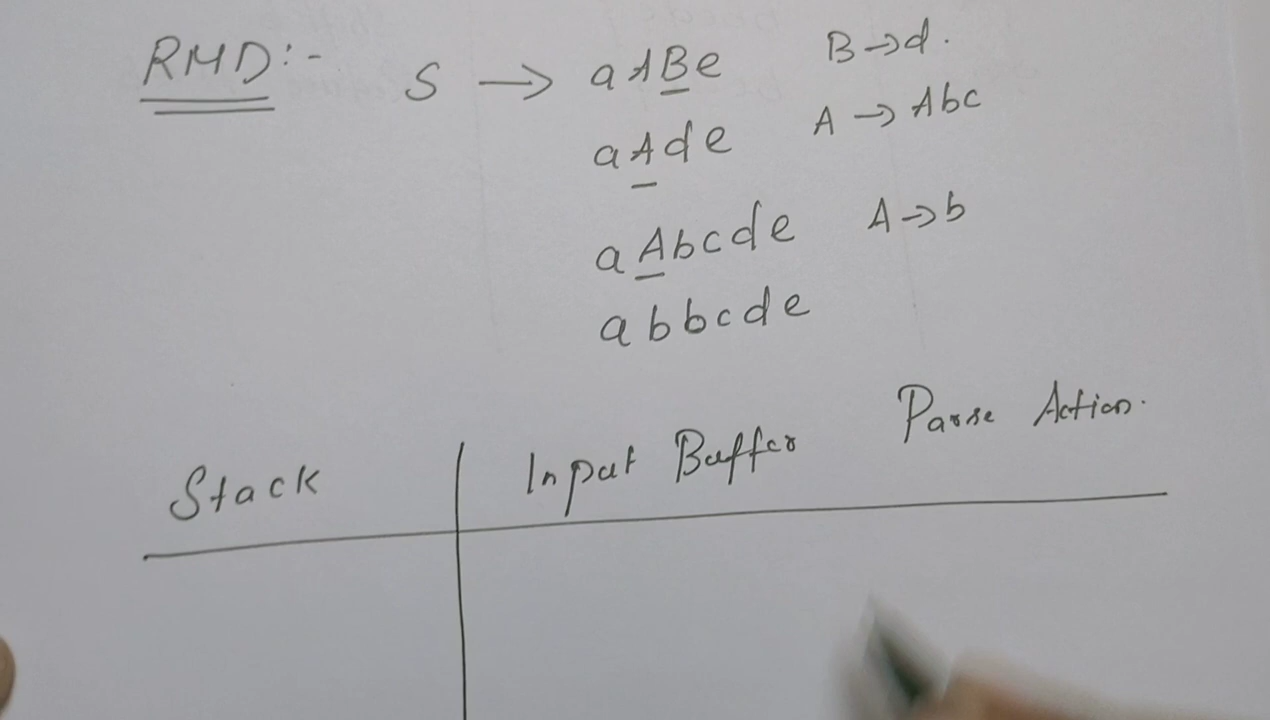 RMD:- S → aABe B→d.
aAde A → Abc
aAbcde A→b
abbcde
Stack Input Buffer Parse Action.